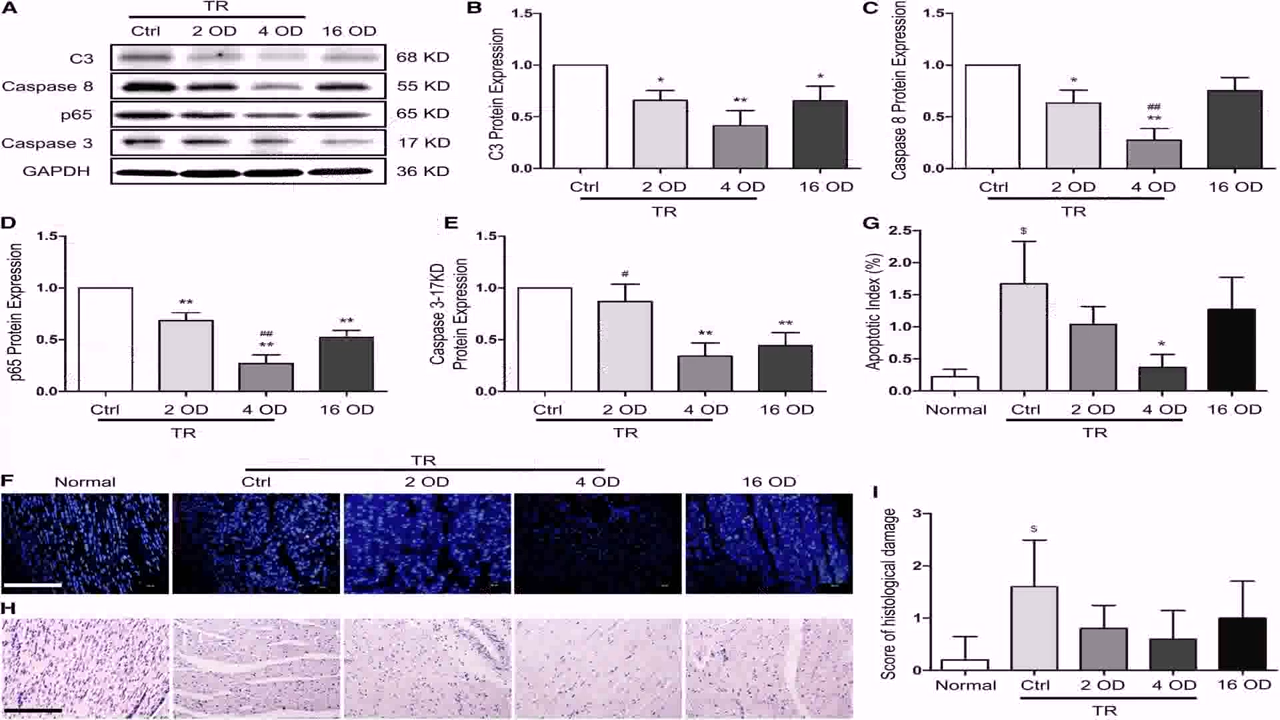 A
TR
Ctrl 2 OD 4 OD 16 OD
C3 68 KD
Caspase 8 55 KD
p65 65 KD
Caspase 3 17 KD
GAPDH 36 KD
B
C3 Protein Expression
1.5
1.0
0.5
0.0
* ** *
Ctrl 2 OD 4 OD 16 OD
TR
C
Caspase 8 Protein Expression
1.5
1.0
0.5
0.0
* ## **
Ctrl 2 OD 4 OD 16 OD
TR
D
p65 Protein Expression
1.5
1.0
0.5
0.0
** ## ** **
Ctrl 2 OD 4 OD 16 OD
TR
E
Caspase 3-17KD
Protein Expression
1.5
1.0
0.5
0.0
# ** **
Ctrl 2 OD 4 OD 16 OD
TR
G
Apoptotic Index (%)
2.5
2.0
1.5
1.0
0.5
0.0
$ *
Normal Ctrl 2 OD 4 OD 16 OD
TR
TR
F Normal Ctrl 2 OD 4 OD 16 OD
H
I
Score of histological damage
3
2
1
0
$
Normal Ctrl 2 OD 4 OD 16 OD
TR